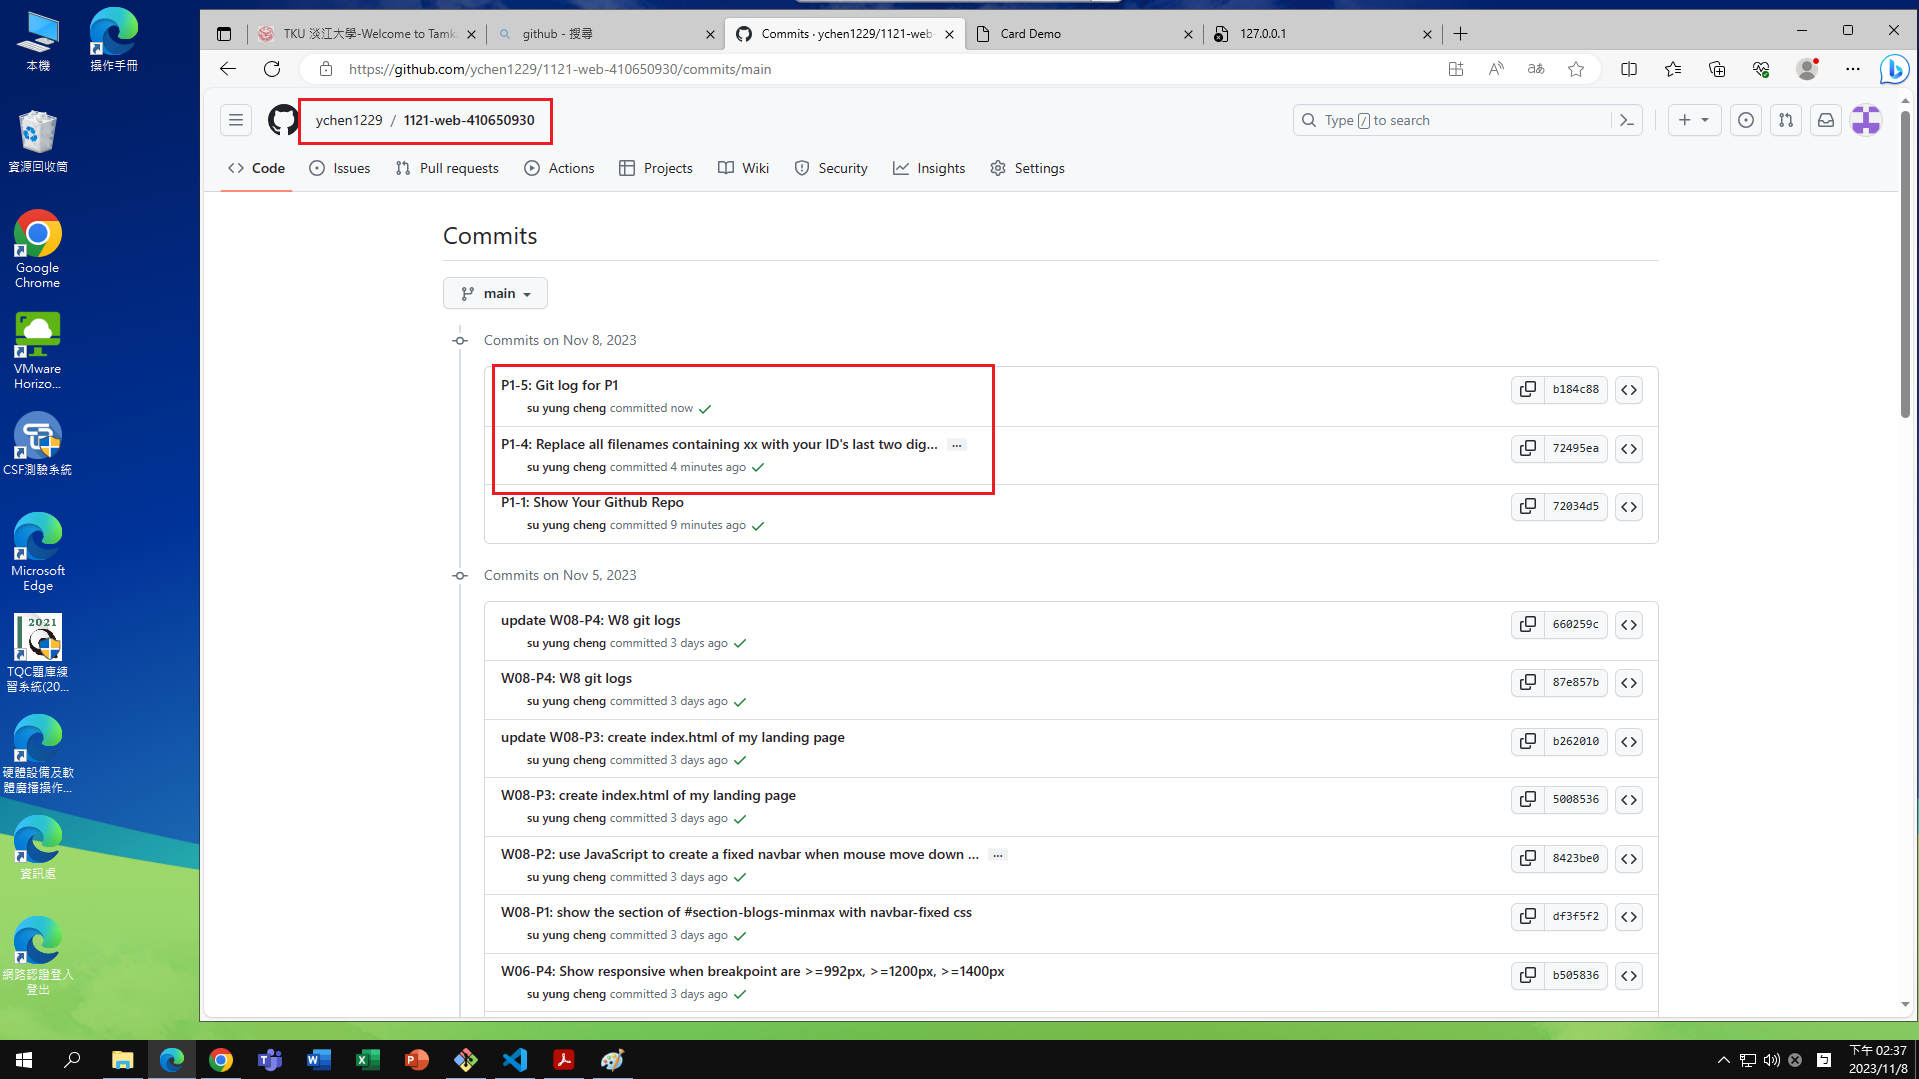 本機
操作手冊
資源回收筒
Google
Chrome
VMware
Horizo...
CSF測驗系統
Microsoft
Edge
2021
TQC題庫練
習系統(20...
硬體設備及軟
體廣播操作...
資訊處
網路認證登入
登出
TKU 淡江大學-Welcome to Tamk
github - 搜尋
Commits · ychen1229/1121-web-
Card Demo
127.0.0.1
https://github.com/ychen1229/1121-web-410650930/commits/main
ychen1229 / 1121-web-410650930
Type / to search
Code
Issues
Pull requests
Actions
Projects
Wiki
Security
Insights
Settings
Commits
main
Commits on Nov 8, 2023
P1-5: Git log for P1
su yung cheng committed now
b184c88
P1-4: Replace all filenames containing xx with your ID's last two dig... ...
su yung cheng committed 4 minutes ago
72495ea
P1-1: Show Your Github Repo
su yung cheng committed 9 minutes ago
72034d5
Commits on Nov 5, 2023
update W08-P4: W8 git logs
su yung cheng committed 3 days ago
660259c
W08-P4: W8 git logs
su yung cheng committed 3 days ago
87e857b
update W08-P3: create index.html of my landing page
su yung cheng committed 3 days ago
b262010
W08-P3: create index.html of my landing page
su yung cheng committed 3 days ago
5008536
W08-P2: use JavaScript to create a fixed navbar when mouse move down ... ...
su yung cheng committed 3 days ago
8423be0
W08-P1: show the section of #section-blogs-minmax with navbar-fixed css
su yung cheng committed 3 days ago
df3f5f2
W06-P4: Show responsive when breakpoint are >=992px, >=1200px, >=1400px
su yung cheng committed 3 days ago
b505836
下午 02:37
2023/11/8